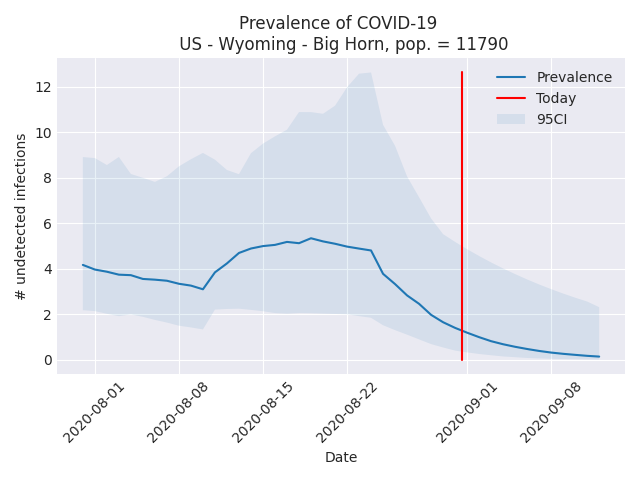 Prevalence of COVID-19
US - Wyoming - Big Horn, pop. = 11790
Prevalence
Today
95CI
# undetected infections
12
10
8
6
4
2
0
2020-08-01
2020-08-08
2020-08-15
2020-08-22
2020-09-01
2020-09-08
Date